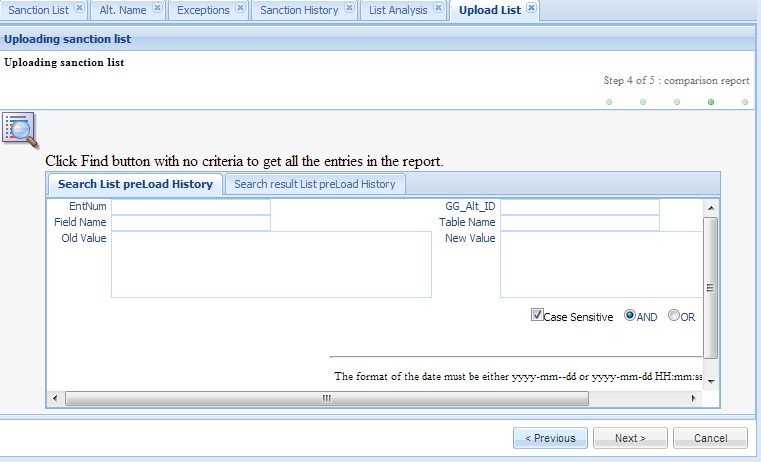 Sanction List Alt. Name Exceptions Sanction History List Analysis Upload List
Uploading sanction list
Uploading sanction list
Step 4 of 5 : comparison report
Click Find button with no criteria to get all the entries in the report.
Search List preLoad History Search result List preLoad History
EntNum GG_Alt_ID
Field Name Table Name
Old Value New Value
Case Sensitive AND OR
The format of the date must be either yyyy-mm--dd or yyyy-mm-dd HH:mm:ss
< Previous Next > Cancel